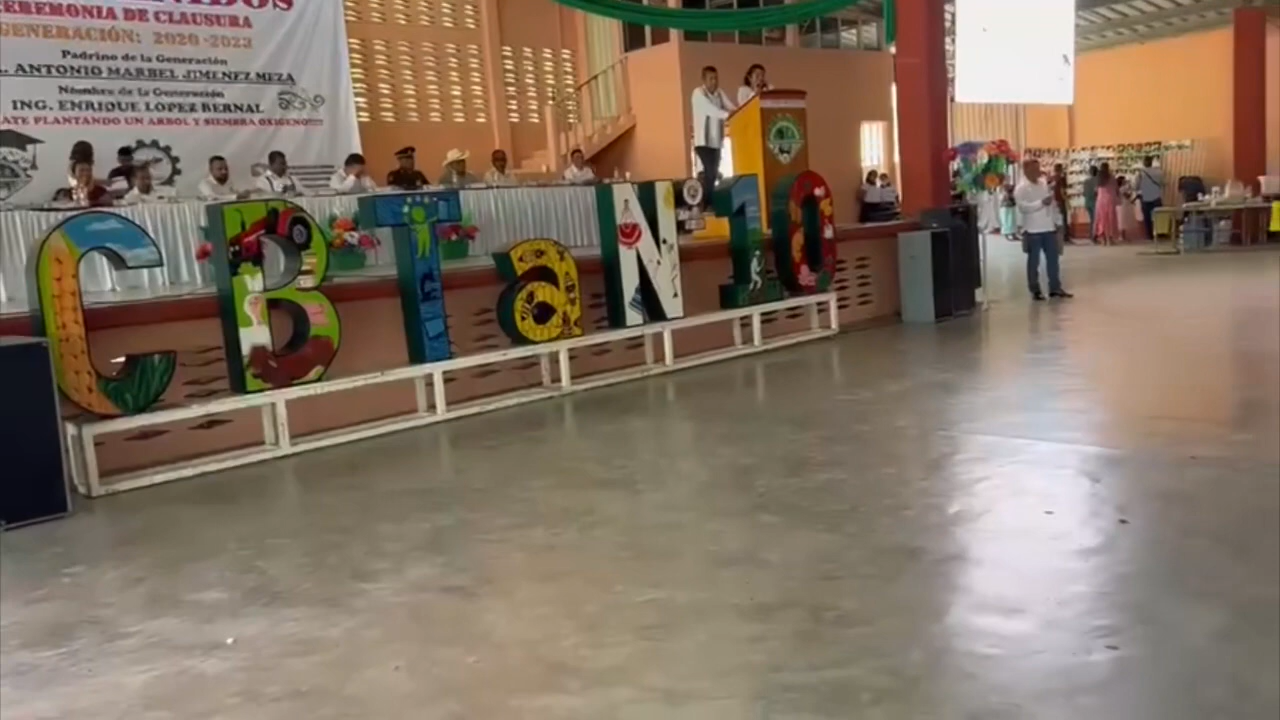 CEREMONIA DE CLAUSURA
GENERACIÓN: 2020-2023
Padrino de la Generación
ANTONIO MARBEL JIMENEZ MEZA
Nombre de la Generación
ING. ENRIQUE LOPEZ BERNAL
PLANTANDO UN ARBOL Y SIEMBRA OXIGENO
CBTaN 10